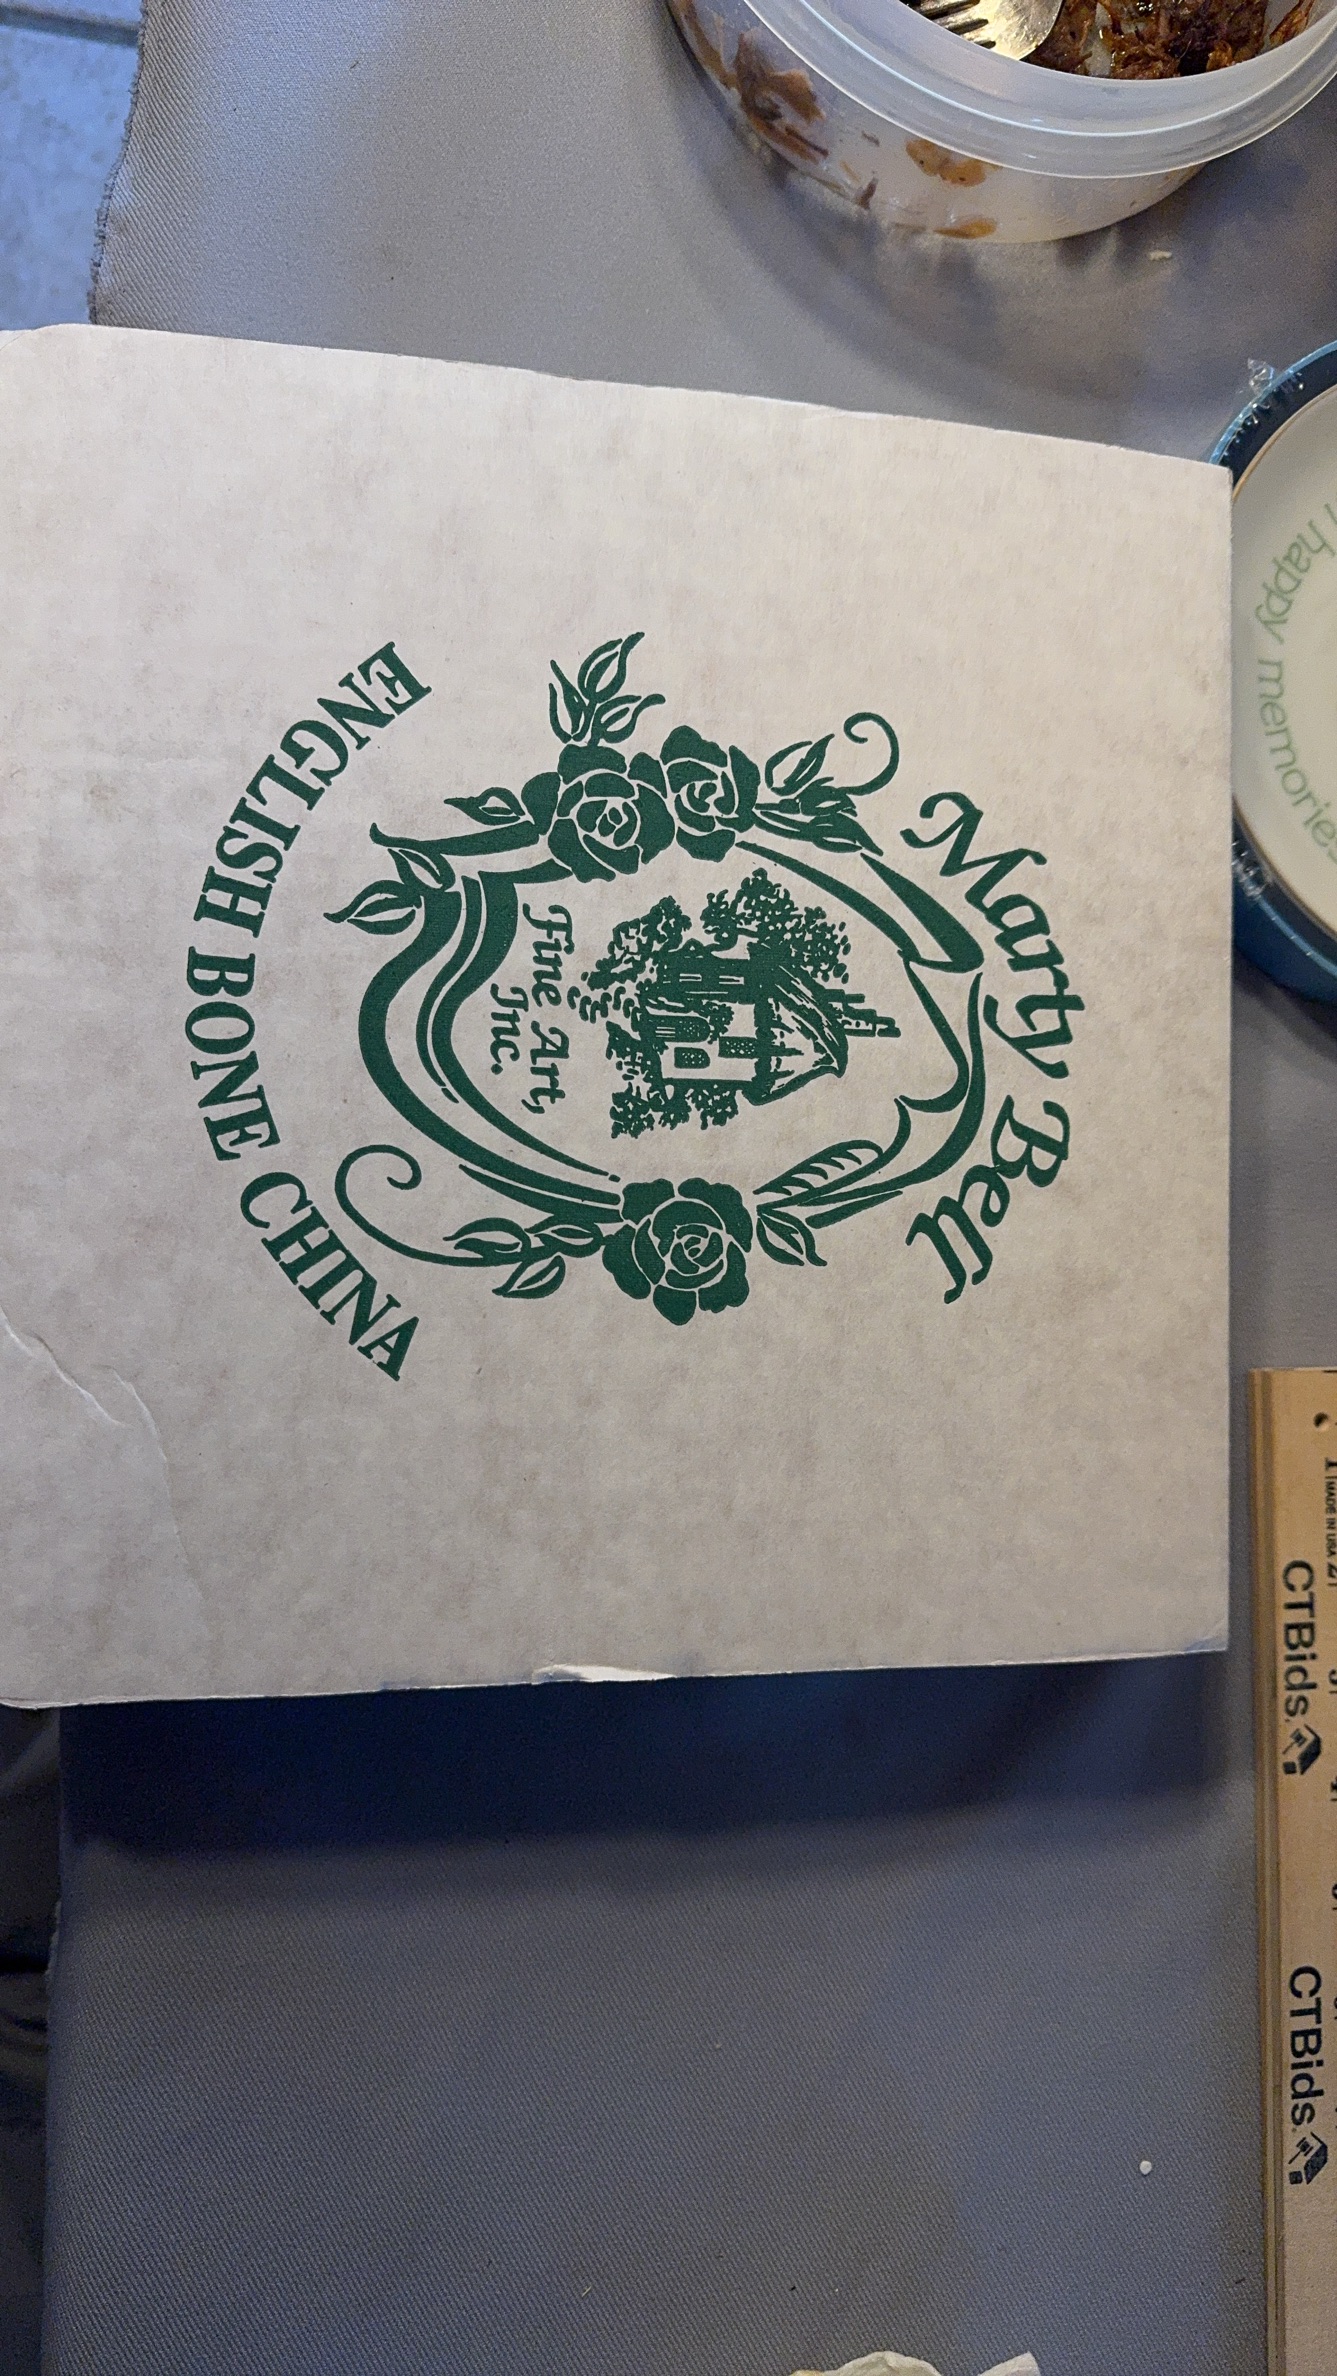 Marty Bell
Fine Art,
Inc.
ENGLISH BONE CHINA
happy memories
MADE IN USA
CTBids
CTBids